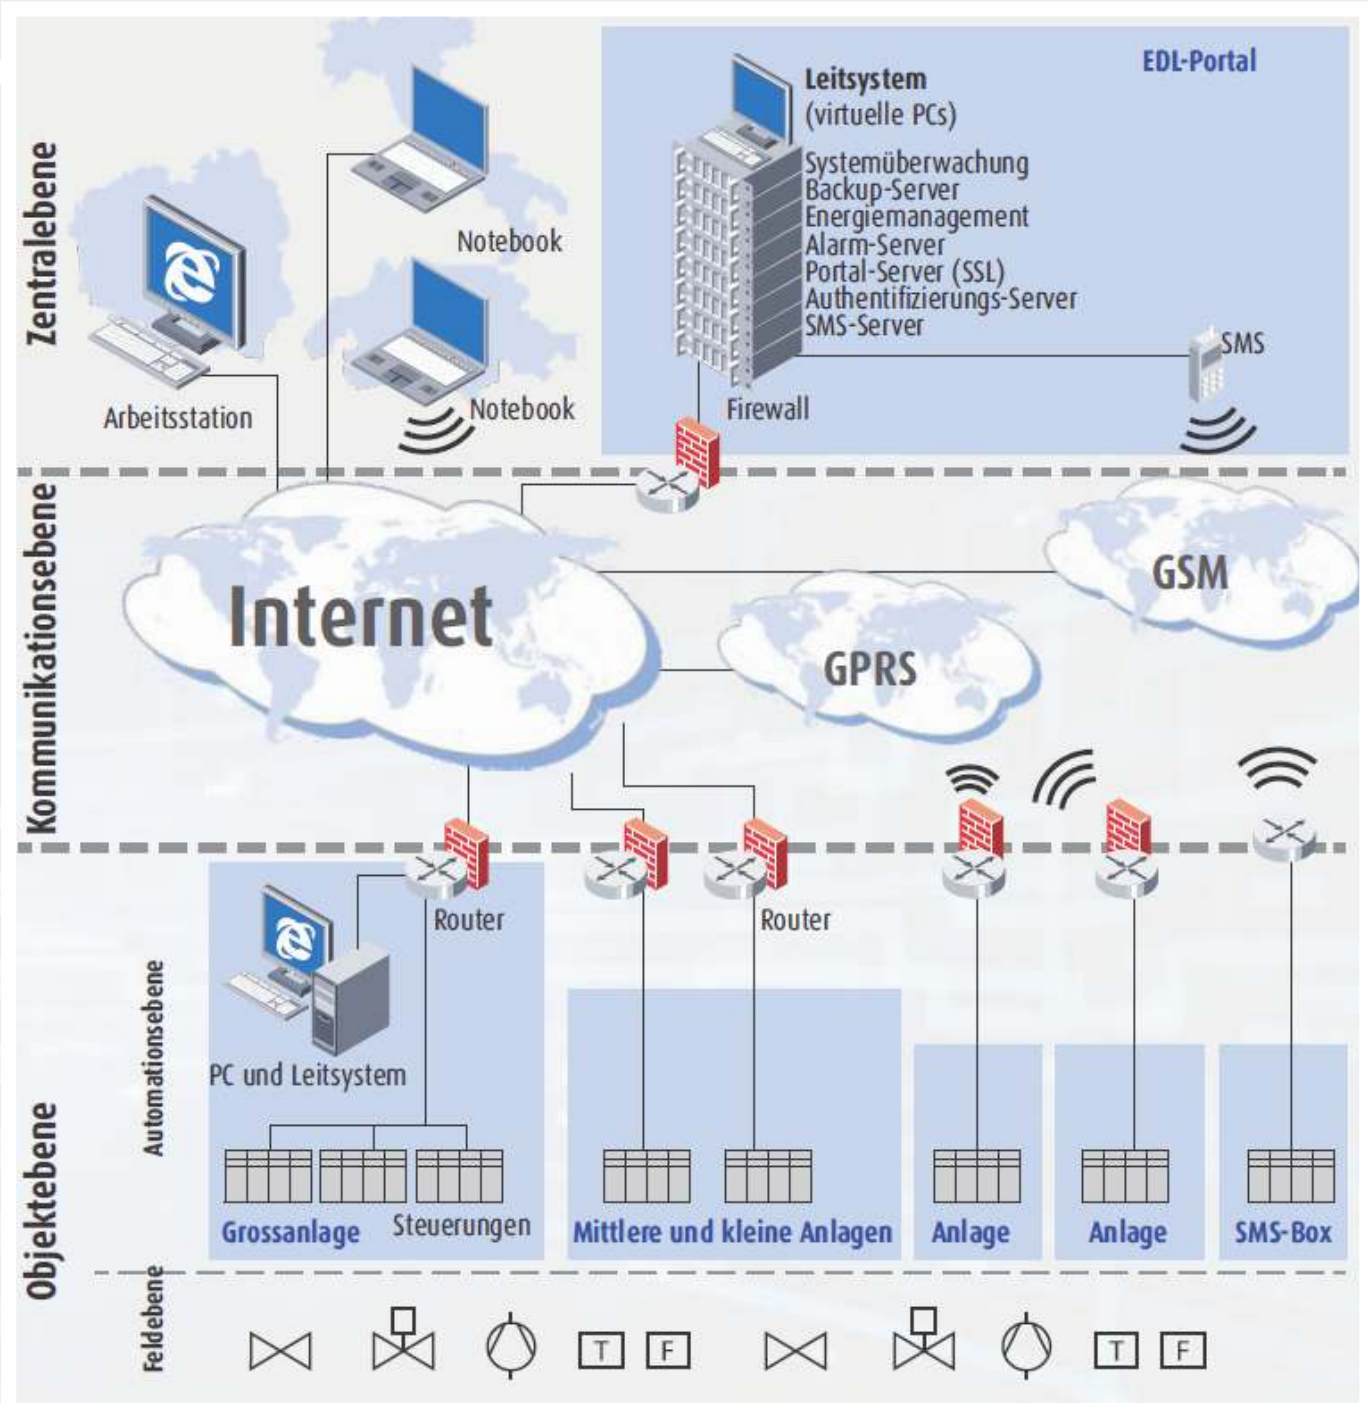 Zentralebene
EDL-Portal
Leitsystem
(virtuelle PCs)
Systemüberwachung
Backup-Server
Energiemanagement
Alarm-Server
Portal-Server (SSL)
Authentifizierungs-Server
SMS-Server
Notebook
Notebook
Arbeitsstation
SMS
Firewall
Kommunikationsebene
Internet
GSM
GPRS
Objektebene
Automationsebene
Router
Router
PC und Leitsystem
Grossanlage
Steuerungen
Mittlere und kleine Anlagen
Anlage
Anlage
SMS-Box
Feldebene
T
F
T
F